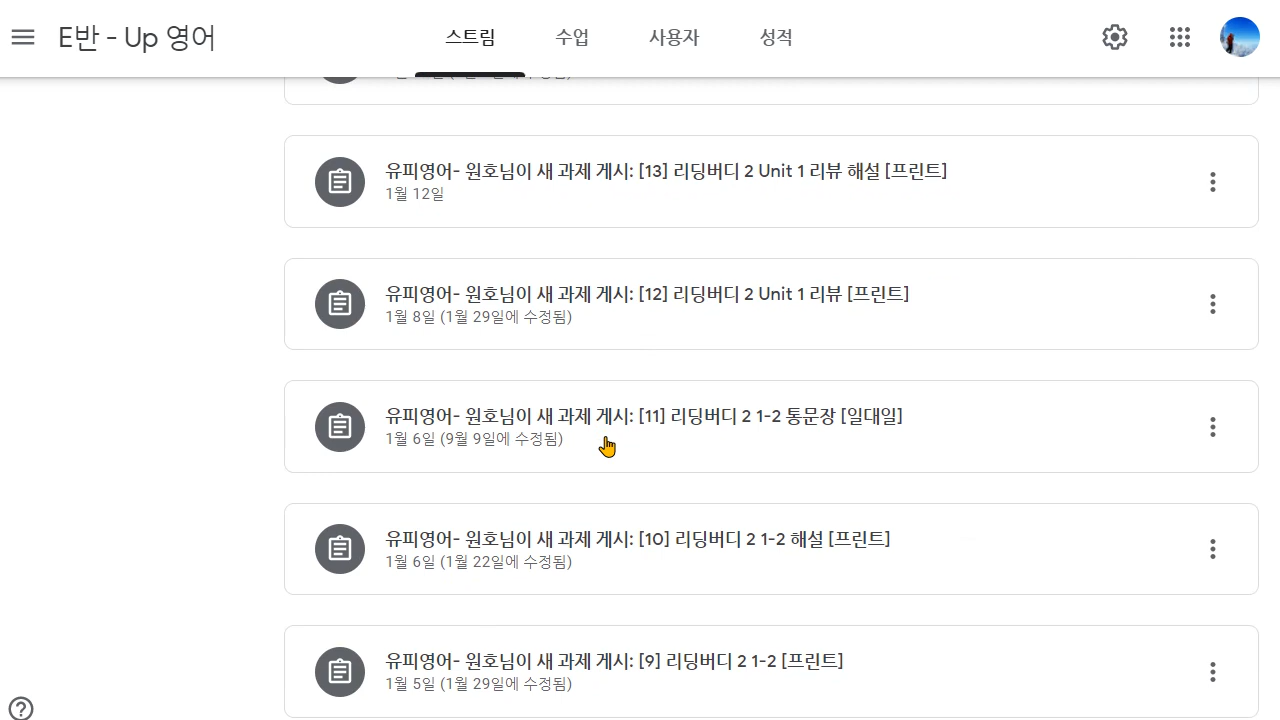 E반 - Up 영어
스트림
수업
사용자
성적
유피영어- 원호님이 새 과제 게시: [13] 리딩버디 2 Unit 1 리뷰 해설 [프린트]
1월 12일
유피영어- 원호님이 새 과제 게시: [12] 리딩버디 2 Unit 1 리뷰 [프린트]
1월 8일 (1월 29일에 수정됨)
유피영어- 원호님이 새 과제 게시: [11] 리딩버디 2 1-2 통문장 [일대일]
1월 6일 (9월 9일에 수정됨)
유피영어- 원호님이 새 과제 게시: [10] 리딩버디 2 1-2 해설 [프린트]
1월 6일 (1월 22일에 수정됨)
유피영어- 원호님이 새 과제 게시: [9] 리딩버디 2 1-2 [프린트]
1월 5일 (1월 29일에 수정됨)